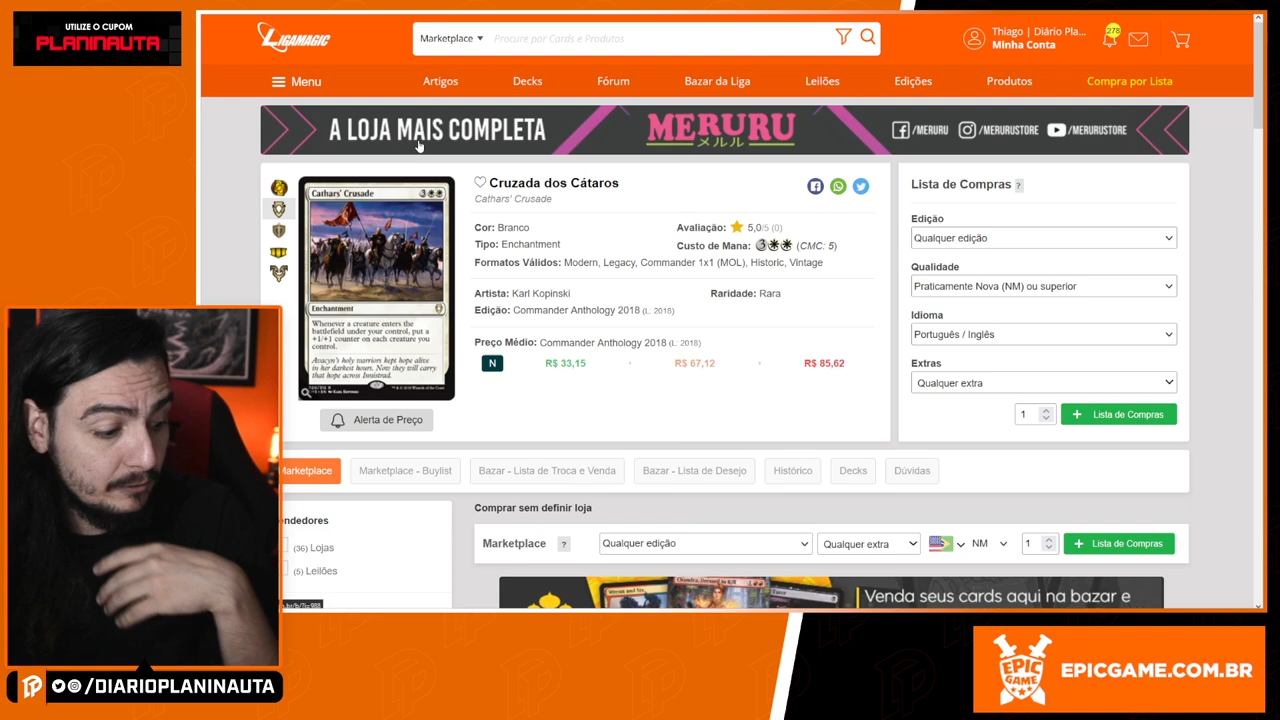 UTILIZE O CUPOM
PLANINAUTA
LIGAMAGIC
Marketplace
Procure por Cards e Produtos
Thiago | Diário Pla...
Minha Conta
278
Menu
Artigos
Decks
Fórum
Bazar da Liga
Leilões
Edições
Produtos
Compra por Lista
A LOJA MAIS COMPLETA
MERURU
メルル
/MERURU
/MERURUSTORE
/MERURUSTORE
Cathars' Crusade
3
Enchantment
Whenever a creature enters the
battlefield under your control, put a
+1/+1 counter on each creature you
control.
Avacyn's holy warriors kept hope alive
in her darkest hours. Now they will carry
that hope across Innistrad.
Alerta de Preço
Cruzada dos Cátaros
Cathars' Crusade
Cor: Branco
Avaliação: 5,0/5 (0)
Tipo: Enchantment
Custo de Mana: 3 (CMC: 5)
Formatos Válidos: Modern, Legacy, Commander 1x1 (MOL), Historic, Vintage
Artista: Karl Kopinski
Raridade: Rara
Edição: Commander Anthology 2018 (L. 2018)
Preço Médio: Commander Anthology 2018 (L. 2018)
N
R$ 33,15
R$ 67,12
R$ 85,62
Lista de Compras ?
Edição
Qualquer edição
Qualidade
Praticamente Nova (NM) ou superior
Idioma
Português / Inglês
Extras
Qualquer extra
1
+ Lista de Compras
Marketplace
Marketplace - Buylist
Bazar - Lista de Troca e Venda
Bazar - Lista de Desejo
Histórico
Decks
Dúvidas
endedores
(36) Lojas
(5) Leilões
Comprar sem definir loja
Marketplace ?
Qualquer edição
Qualquer extra
NM
1
+ Lista de Compras
Venda seus cards aqui na bazar e
/DIARIOPLANINAUTA
EPIC
GAME
EPICGAME.COM.BR